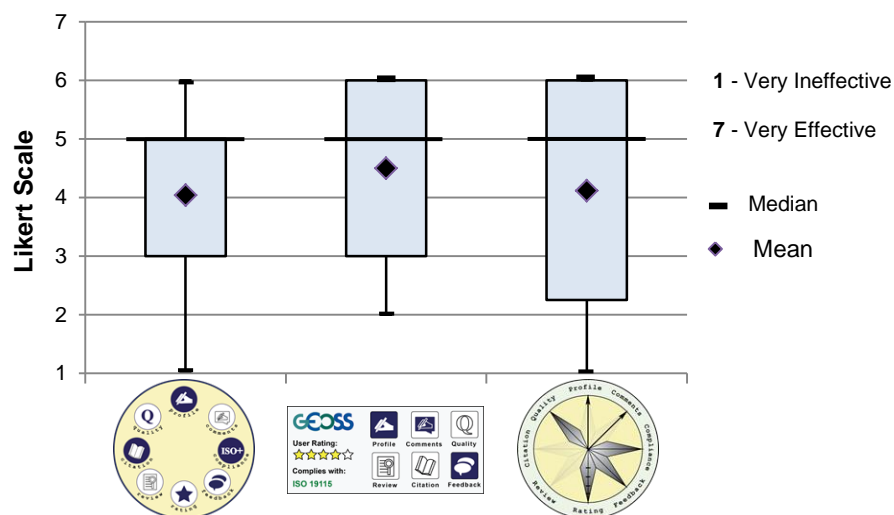 7
6
5
4
3
2
1
Likert Scale
1 - Very Ineffective
7 - Very Effective
Median
Mean
Profile
Comments
ISO+
Compliance
Feedback
Rating
Review
Citation
Q
Quality
GEOSS
User Rating:
Complies with:
ISO 19115
Profile Comments Quality
Q
Review Citation Feedback
Profile
Comments
Compliance
Feedback
Rating
Review
Citation
Quality